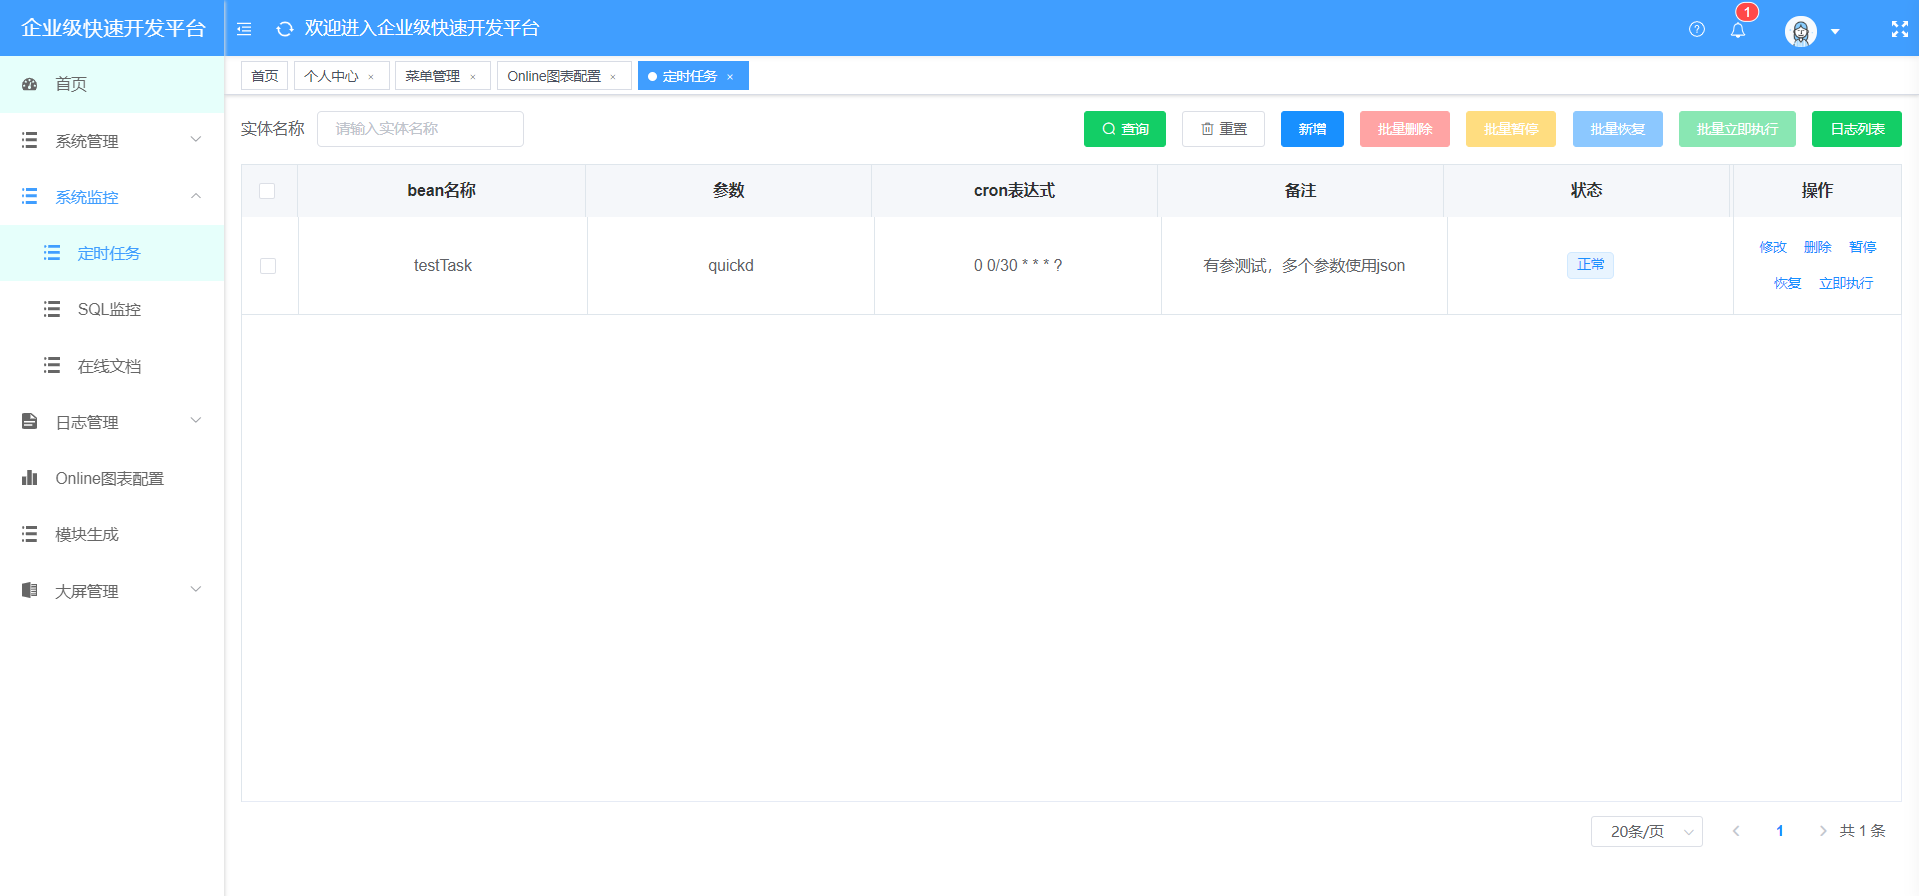 企业级快速开发平台
欢迎进入企业级快速开发平台
1
首页
系统管理
系统监控
定时任务
SQL监控
在线文档
日志管理
Online图表配置
模块生成
大屏管理
首页 个人中心 × 菜单管理 × Online图表配置 × 定时任务 ×
实体名称 请输入实体名称 查询 重置 新增 批量删除 批量暂停 批量恢复 批量立即执行 日志列表
bean名称 参数 cron表达式 备注 状态 操作
testTask quickd 0 0/30 * * * ? 有参测试，多个参数使用json 正常 修改 删除 暂停
恢复 立即执行
20条/页 1 共 1 条